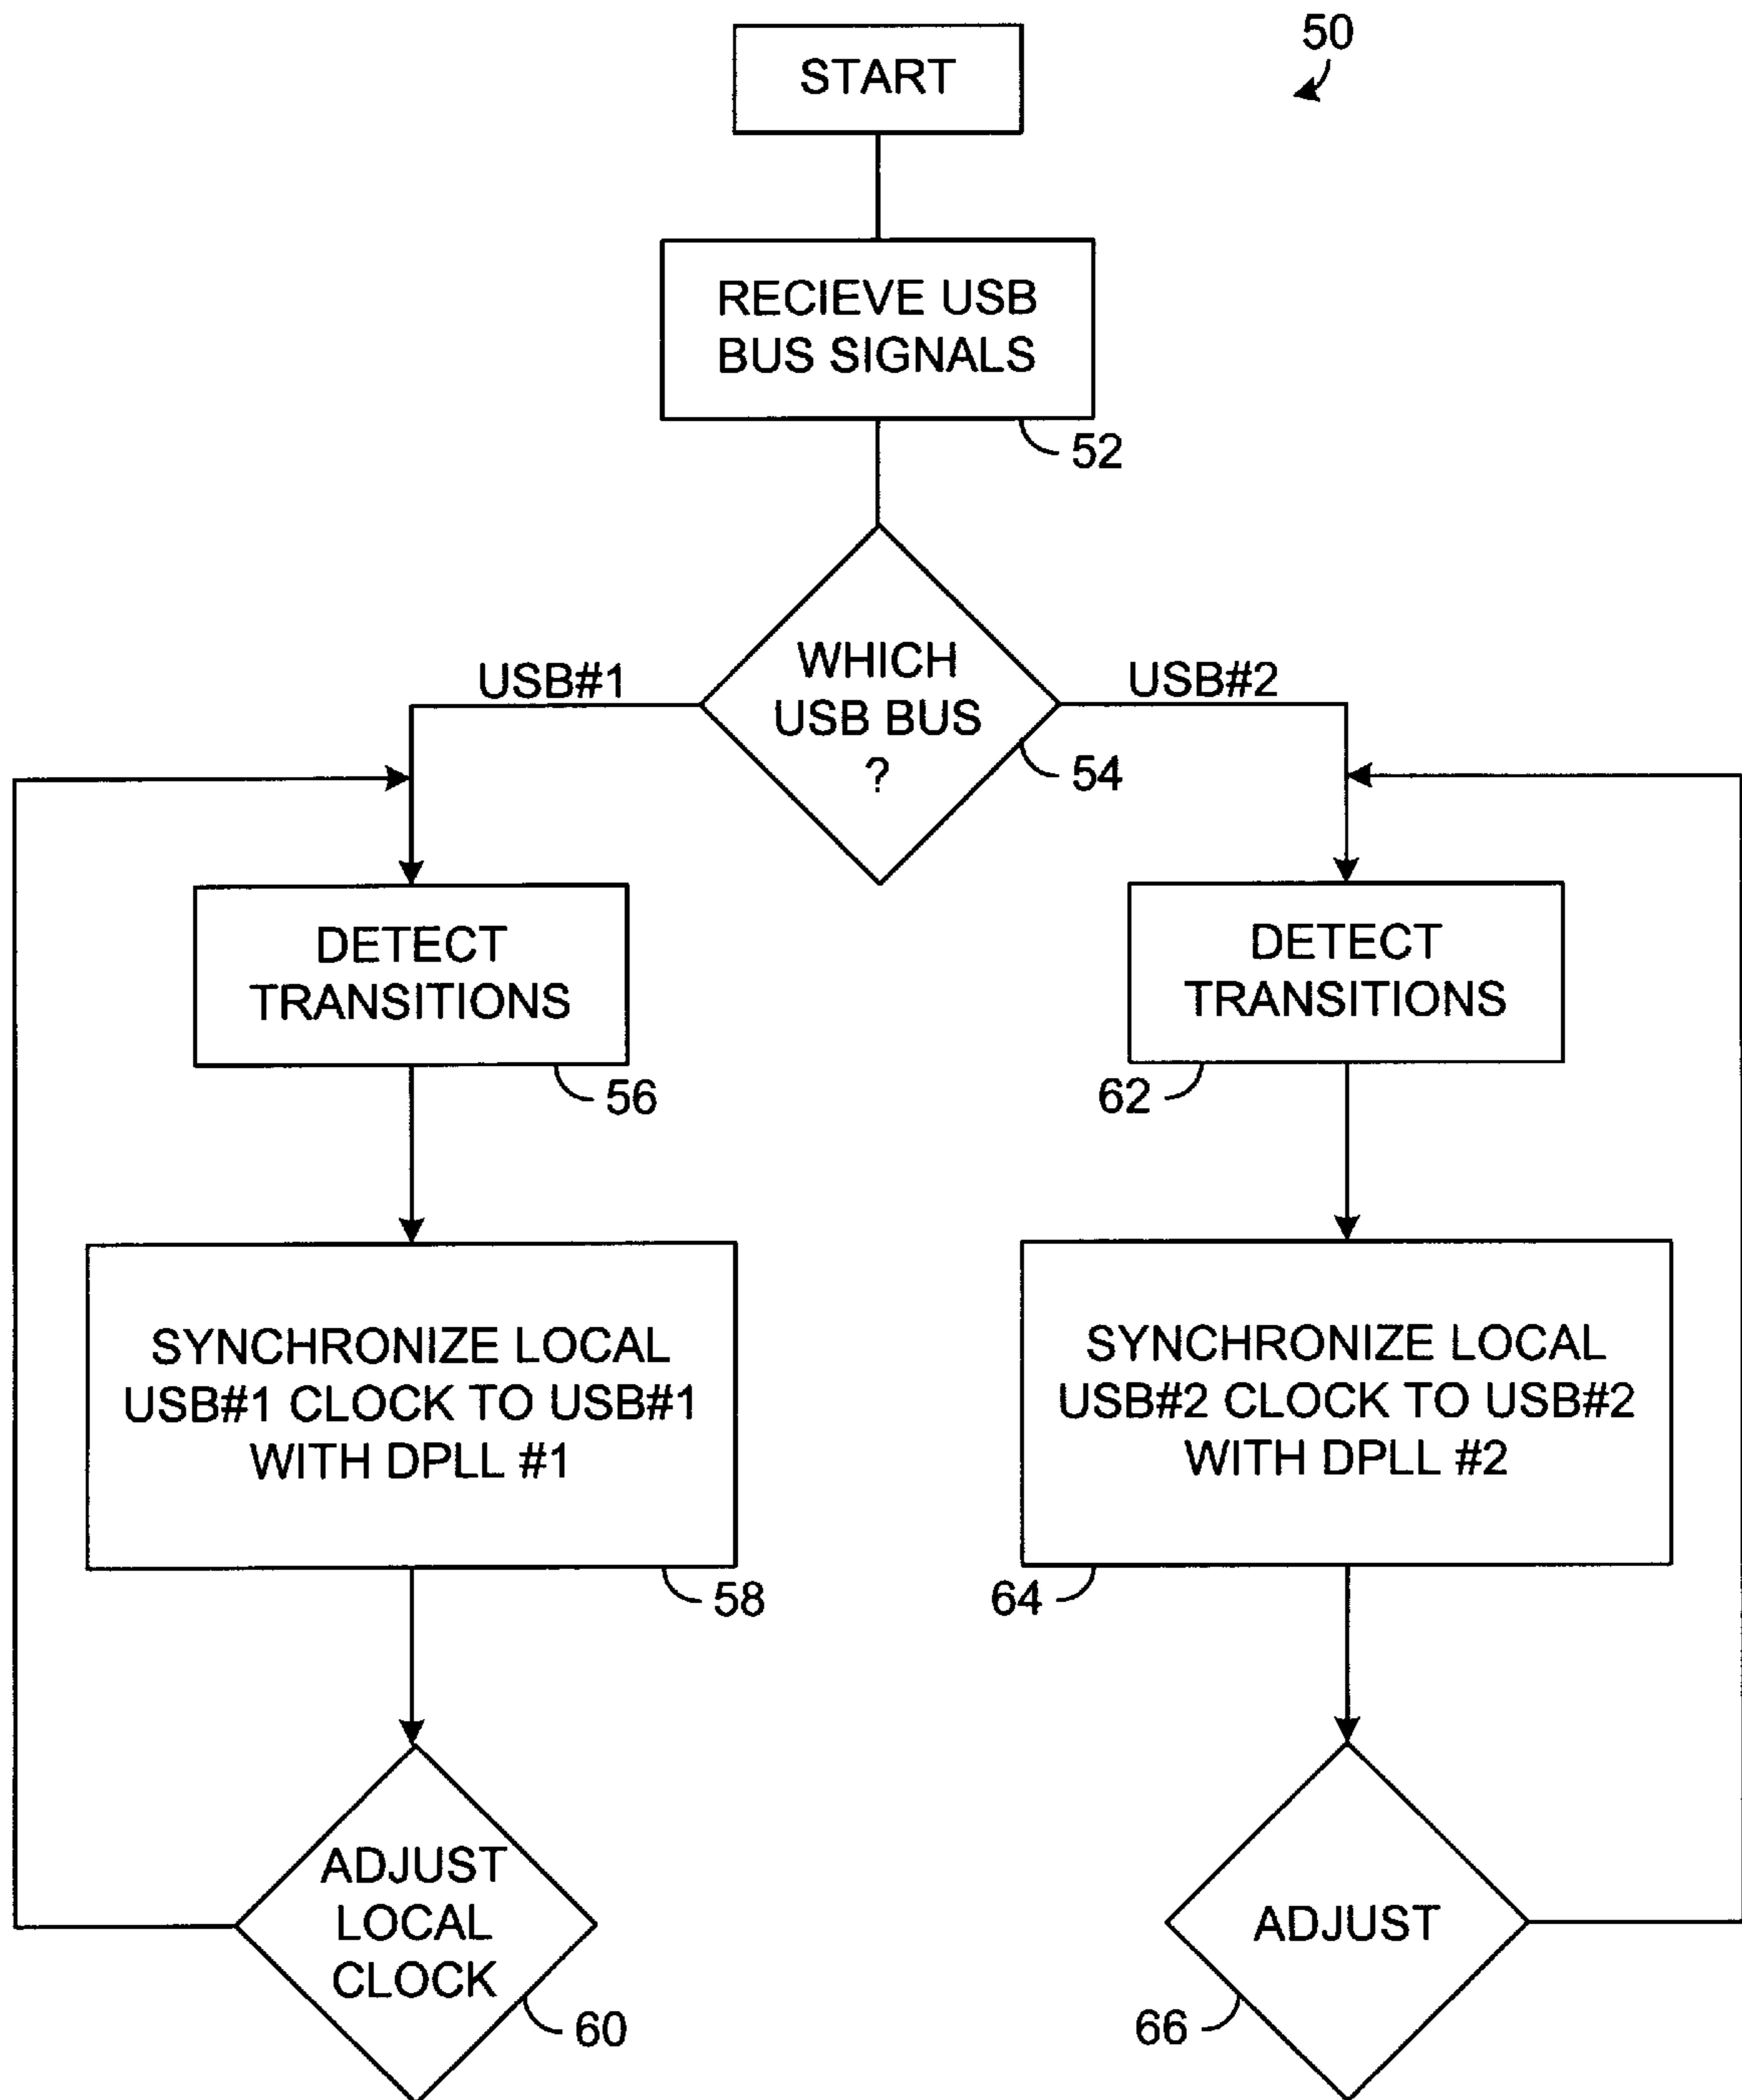 50
START
RECIEVE USB
BUS SIGNALS
52
WHICH
USB BUS
?
54
USB#1
USB#2
DETECT
TRANSITIONS
56
DETECT
TRANSITIONS
62
SYNCHRONIZE LOCAL
USB#1 CLOCK TO USB#1
WITH DPLL #1
58
SYNCHRONIZE LOCAL
USB#2 CLOCK TO USB#2
WITH DPLL #2
64
ADJUST
LOCAL
CLOCK
60
ADJUST
66